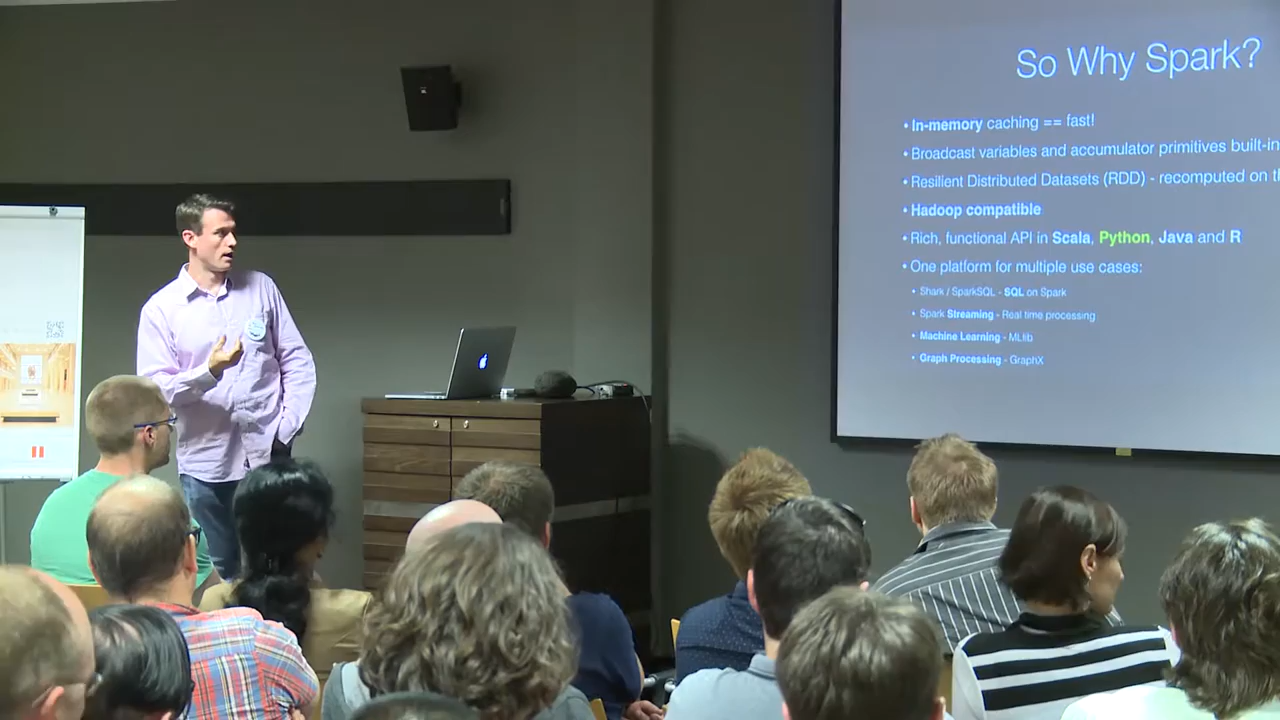 So Why Spark?
• In-memory caching == fast!
• Broadcast variables and accumulator primitives built-in
• Resilient Distributed Datasets (RDD) - recomputed on
• Hadoop compatible
• Rich, functional API in Scala, Python, Java and R
• One platform for multiple use cases:
• Shark / SparkSQL - SQL on Spark
• Spark Streaming - Real time processing
• Machine Learning - MLlib
• Graph Processing - GraphX